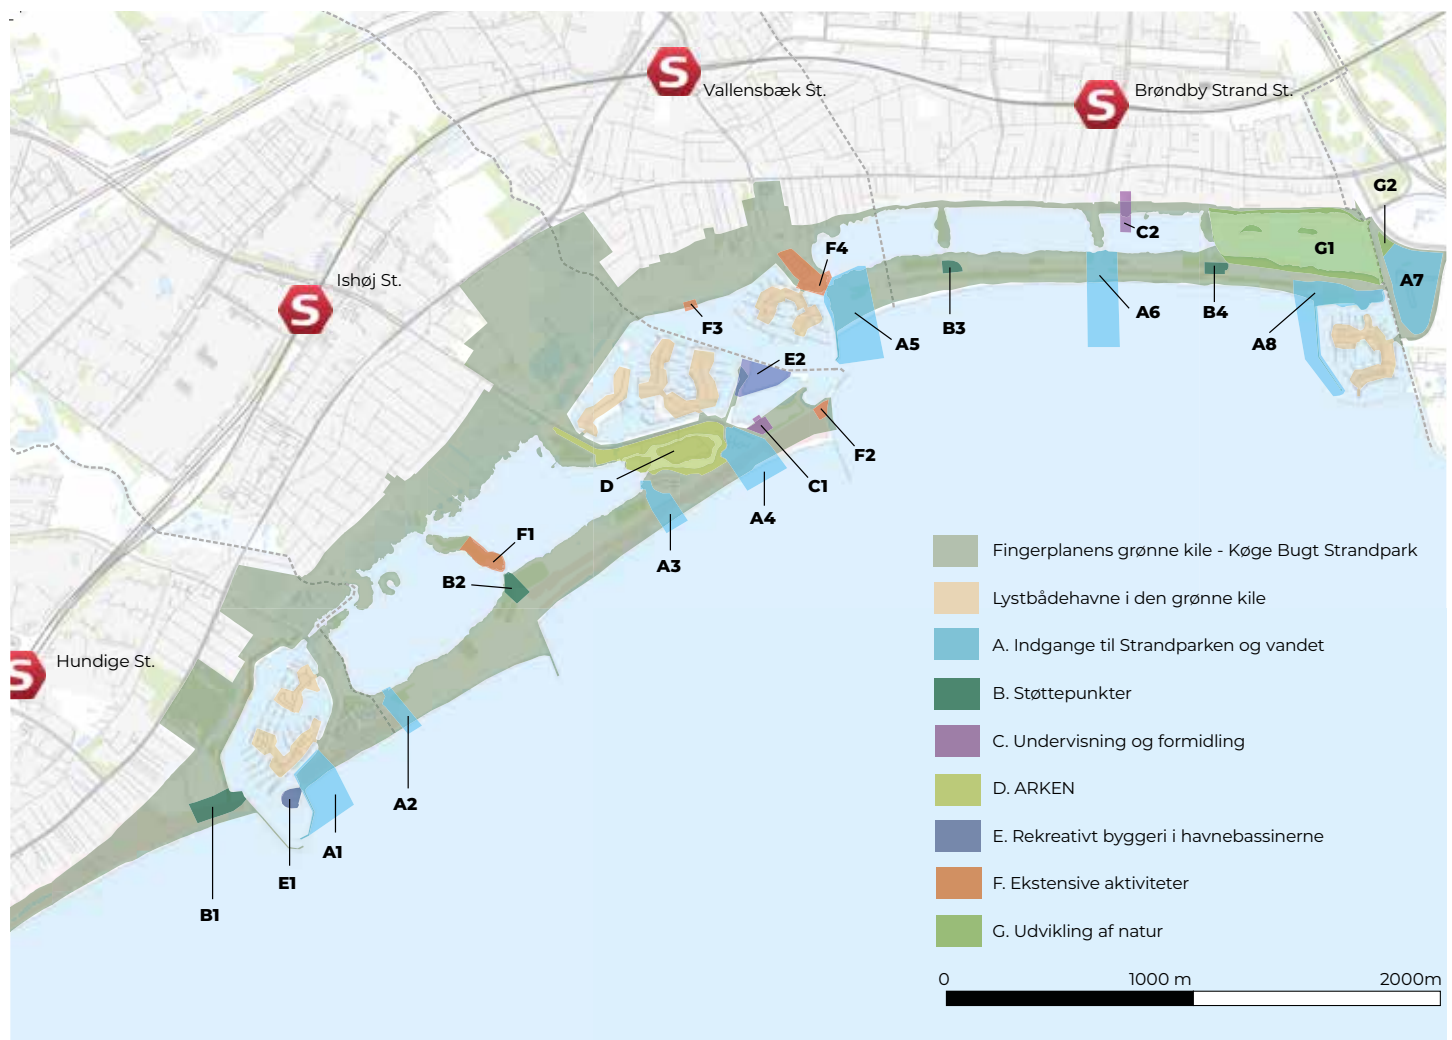 S
Vallensbæk St.
S
Brøndby Strand St.
G2
C2
F4
G1
S
Ishøj St.
A7
F3
A5
B3
A6
B4
A8
E2
F2
D
C1
A4
F1
A3
B2
S
Hundige St.
A2
A1
E1
B1
Fingerplanens grønne kile - Køge Bugt Strandpark
Lystbådehavne i den grønne kile
A. Indgange til Strandparken og vandet
B. Støttepunkter
C. Undervisning og formidling
D. ARKEN
E. Rekreativt byggeri i havnebassinerne
F. Ekstensive aktiviteter
G. Udvikling af natur
0 1000 m 2000m